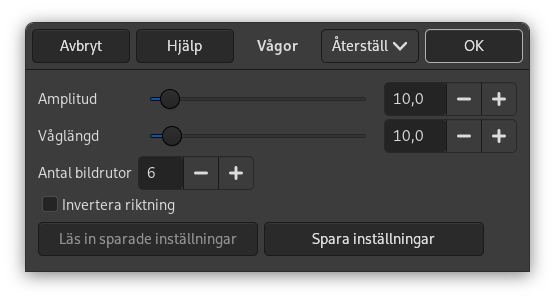 Avbryt Hjälp Vågor Återställ OK
Amplitud 10,0
Våglängd 10,0
Antal bildrutor 6
Invertera riktning
Läs in sparade inställningar Spara inställningar